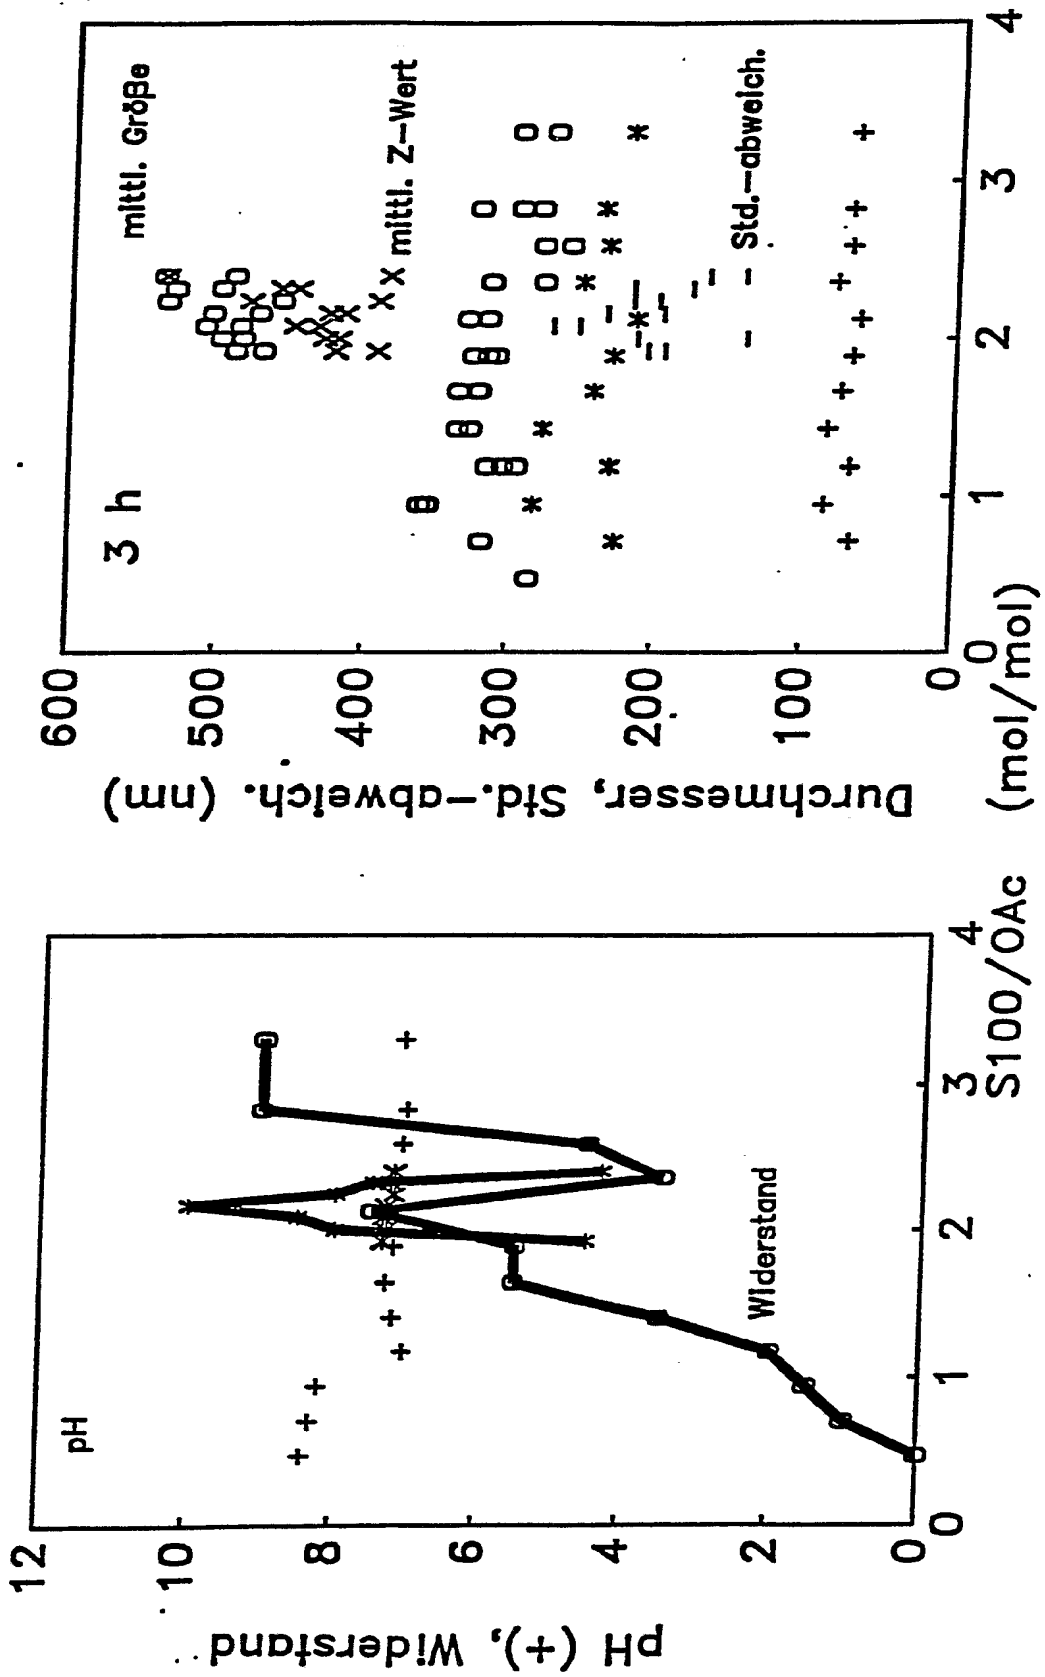 pH (+), Widerstand
12
10
8
6
4
2
0
pH
Widerstand
0
1
2
3
4
S100/OAc (mol/mol)
Durchmesser, Std.-abweich. (nm)
600
500
400
300
200
100
0
3 h
mittl. Größe
mittl. Z-Wert
Std.-abweich.
0
1
2
3
4